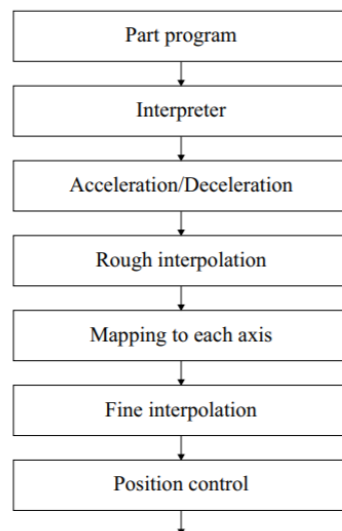 Part program
Interpreter
Acceleration/Deceleration
Rough interpolation
Mapping to each axis
Fine interpolation
Position control